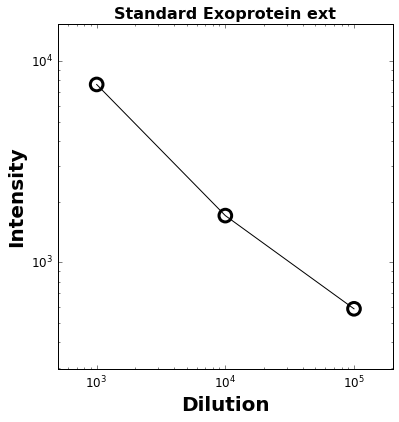 Standard Exoprotein ext
10⁴
10³
Intensity
10³ 10⁴ 10⁵
Dilution